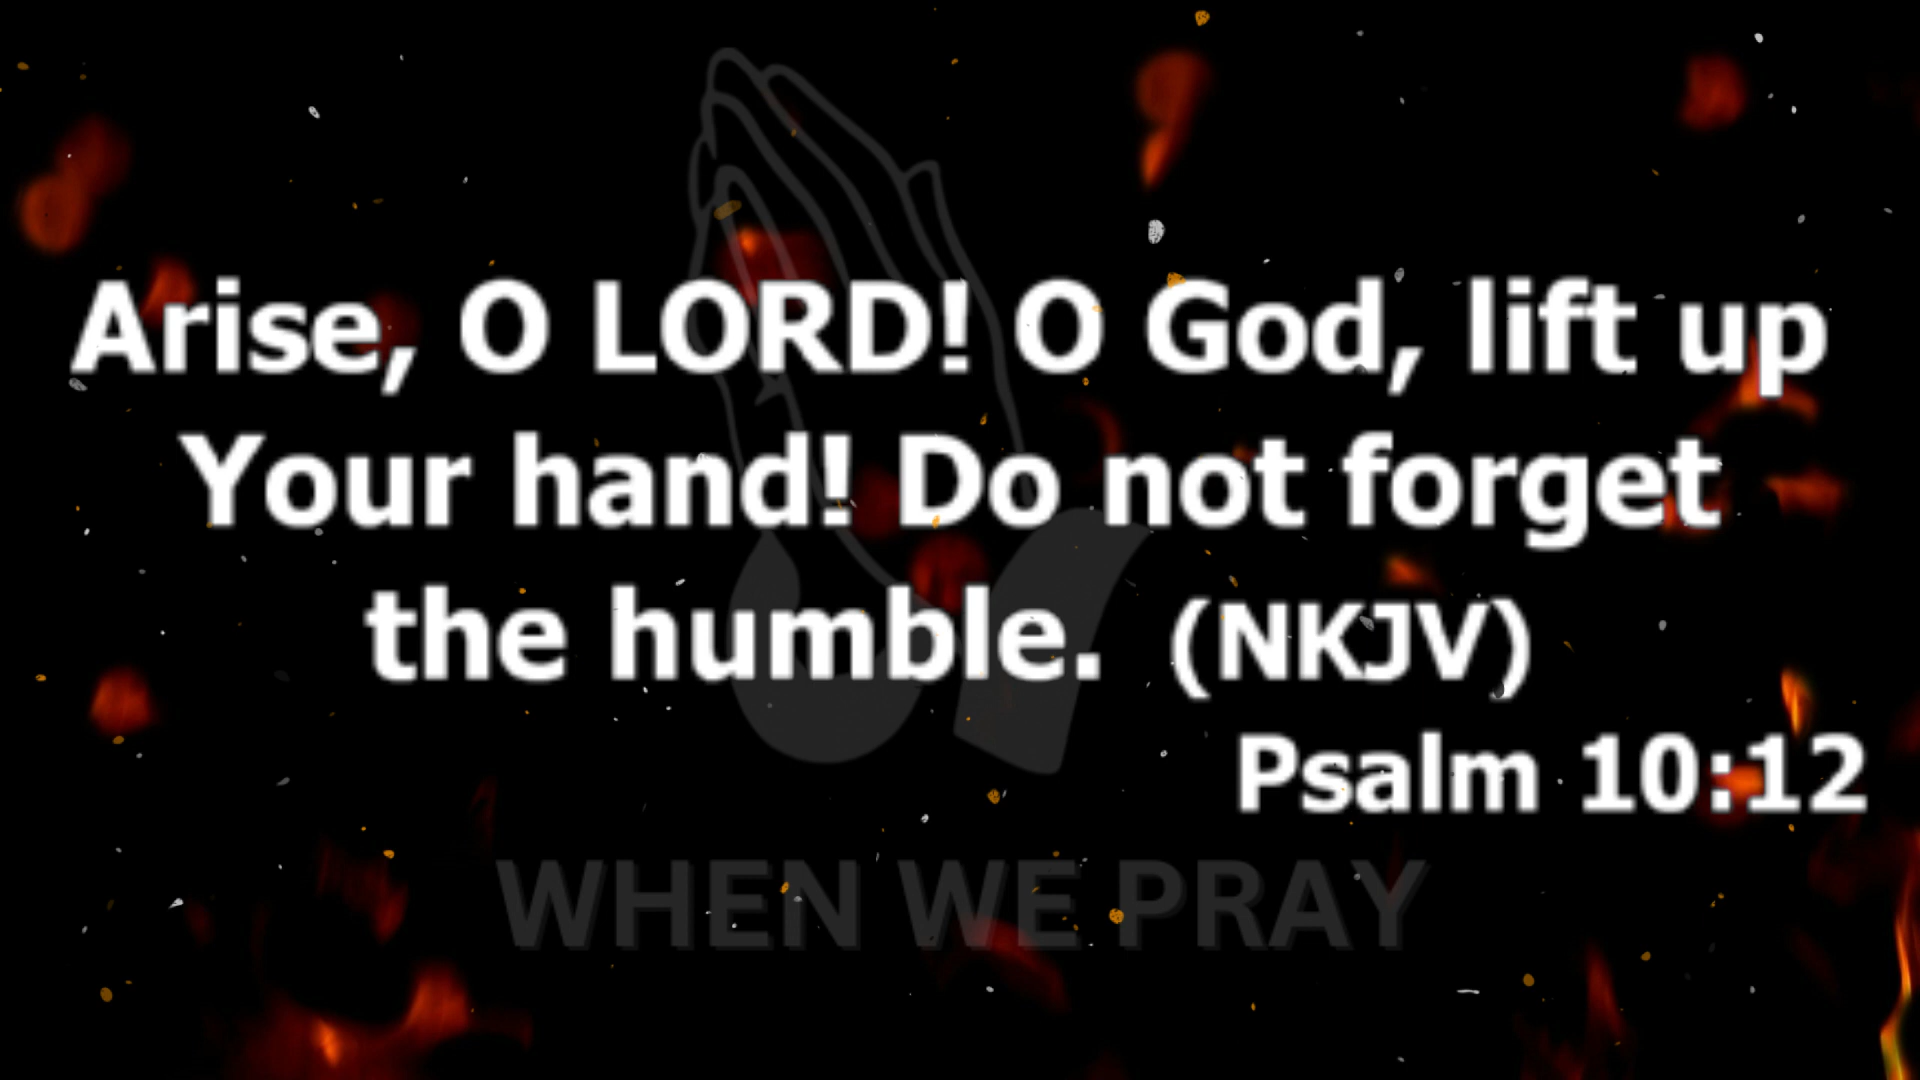 Arise, O LORD! O God, lift up
Your hand! Do not forget
the humble. (NKJV)
Psalm 10:12
WHEN WE PRAY